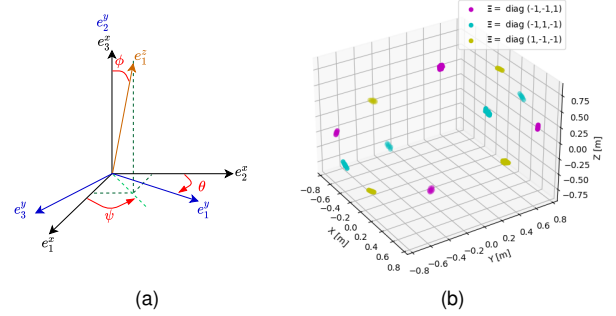 e_2^y
e_3^x
e_1^z
ϕ
θ
e_2^x
e_3^y
ψ
e_1^y
e_1^x
(a)
Ξ = diag (-1,-1,1)
Ξ = diag (-1,1,-1)
Ξ = diag (1,-1,-1)
0.75
0.50
0.25
0.00
−0.25
−0.50
−0.75
Z [m]
−0.8
−0.6
−0.4
−0.2
0.0
0.2
0.4
0.6
0.8
X [m]
−0.8
−0.6
−0.4
−0.2
0.0
0.2
0.4
0.6
0.8
Y [m]
(b)